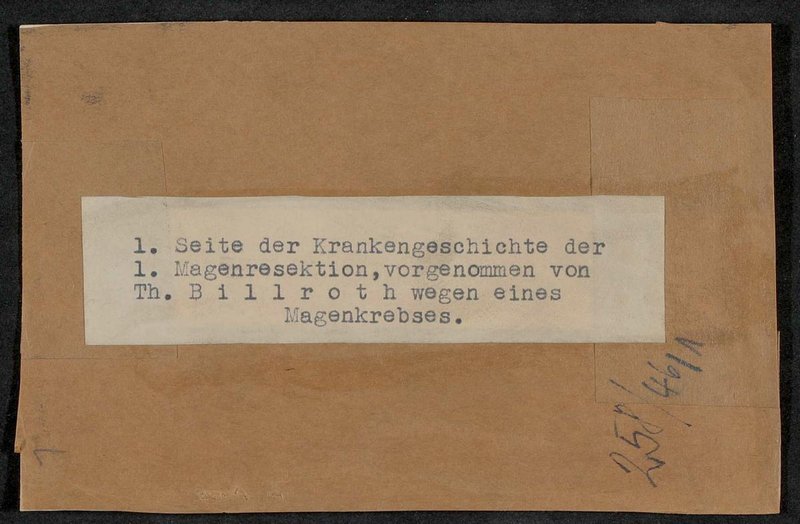 1. Seite der Krankengeschichte der
1. Magenresektion,vorgenommen von
Th. B i l l r o t h wegen eines
Magenkrebses.